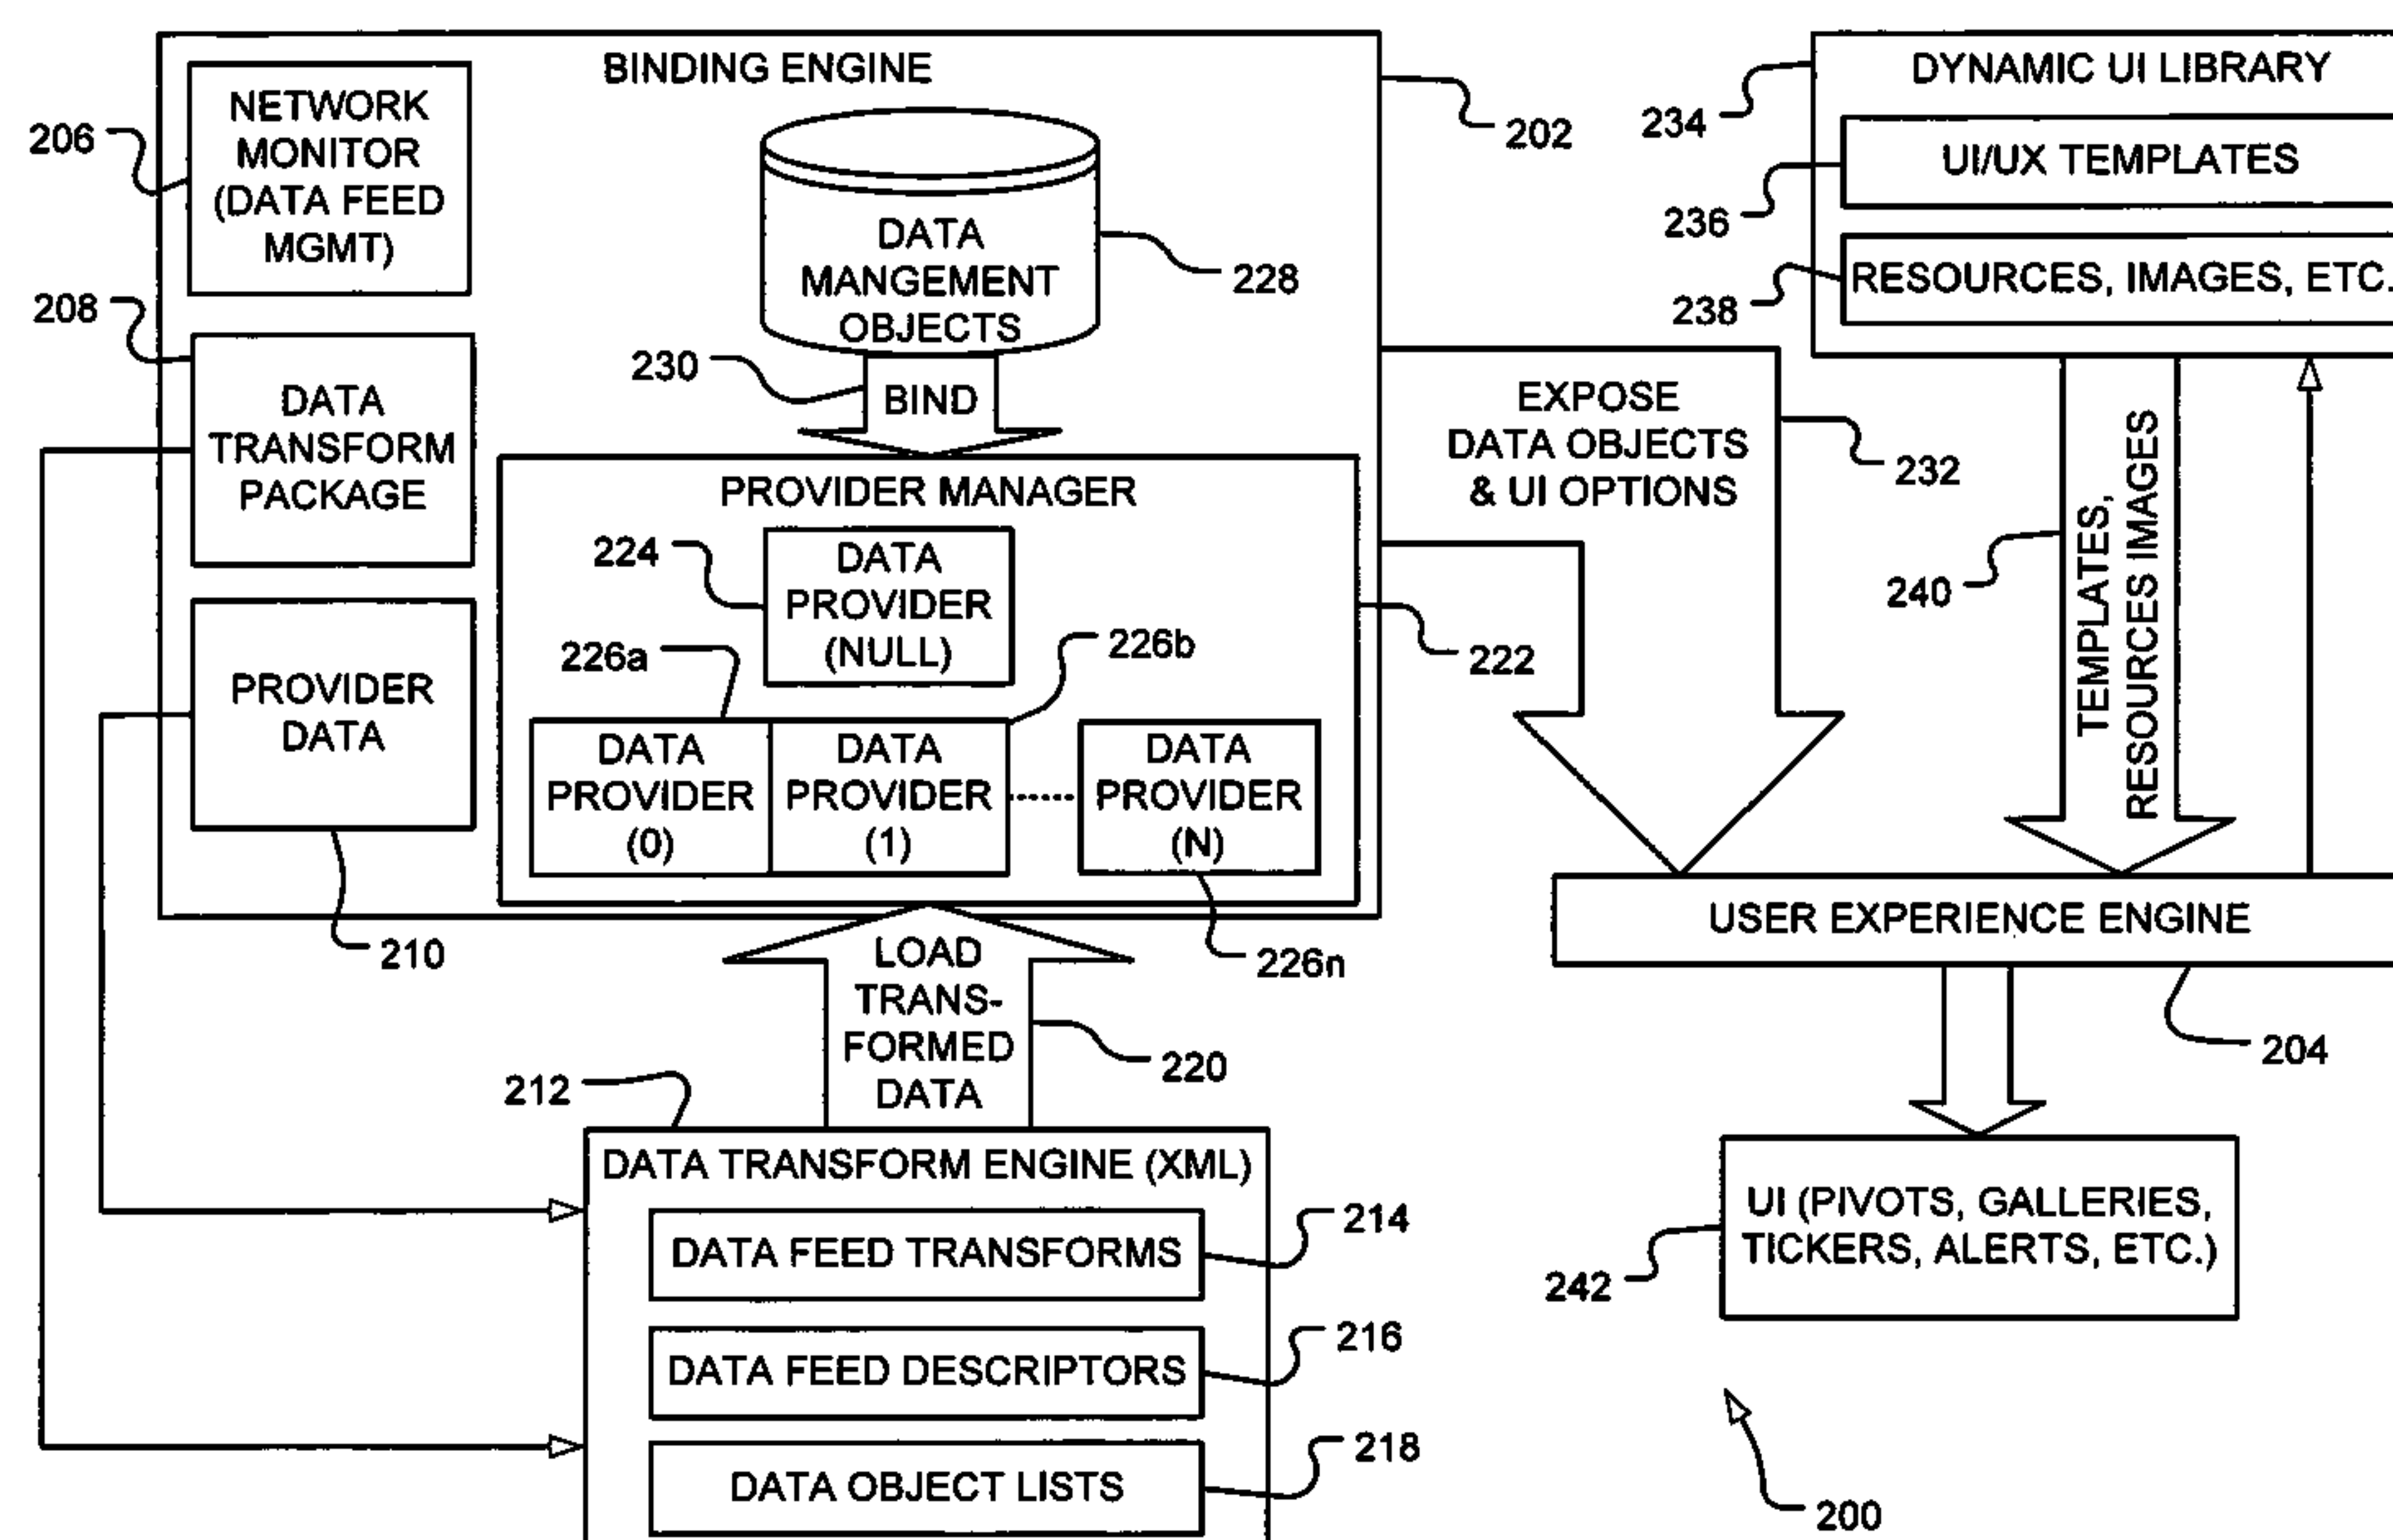 BINDING ENGINE
202
206
NETWORK
MONITOR
(DATA FEED
MGMT)
208
DATA
TRANSFORM
PACKAGE
PROVIDER
DATA
210
DATA
MANGEMENT
OBJECTS
228
230
BIND
PROVIDER MANAGER
222
224
DATA
PROVIDER
(NULL)
226a
DATA
PROVIDER
(0)
226b
DATA
PROVIDER
(1)
DATA
PROVIDER
(N)
226n
LOAD
TRANS-
FORMED
DATA
220
212
DATA TRANSFORM ENGINE (XML)
DATA FEED TRANSFORMS
214
DATA FEED DESCRIPTORS
216
DATA OBJECT LISTS
218
EXPOSE
DATA OBJECTS
& UI OPTIONS
232
DYNAMIC UI LIBRARY
234
UI/UX TEMPLATES
236
RESOURCES, IMAGES, ETC.
238
TEMPLATES,
RESOURCES IMAGES
240
USER EXPERIENCE ENGINE
204
UI (PIVOTS, GALLERIES,
TICKERS, ALERTS, ETC.)
242
200